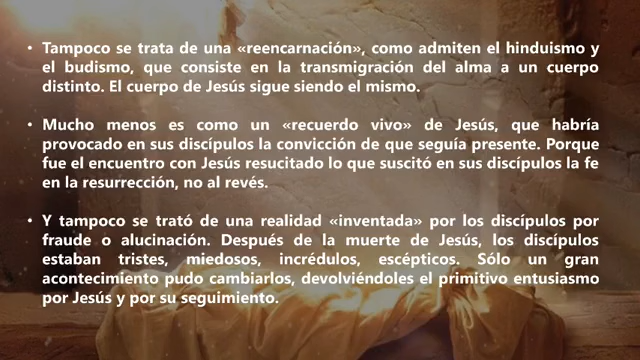 • Tampoco se trata de una «reencarnación», como admiten el hinduismo y
el budismo, que consiste en la transmigración del alma a un cuerpo
distinto. El cuerpo de Jesús sigue siendo el mismo.
• Mucho menos es como un «recuerdo vivo» de Jesús, que habría
provocado en sus discípulos la convicción de que seguía presente. Porque
fue el encuentro con Jesús resucitado lo que suscitó en sus discípulos la fe
en la resurrección, no al revés.
• Y tampoco se trató de una realidad «inventada» por los discípulos por
fraude o alucinación. Después de la muerte de Jesús, los discípulos
estaban tristes, miedosos, incrédulos, escépticos. Sólo un gran
acontecimiento pudo cambiarlos, devolviéndoles el primitivo entusiasmo
por Jesús y por su seguimiento.